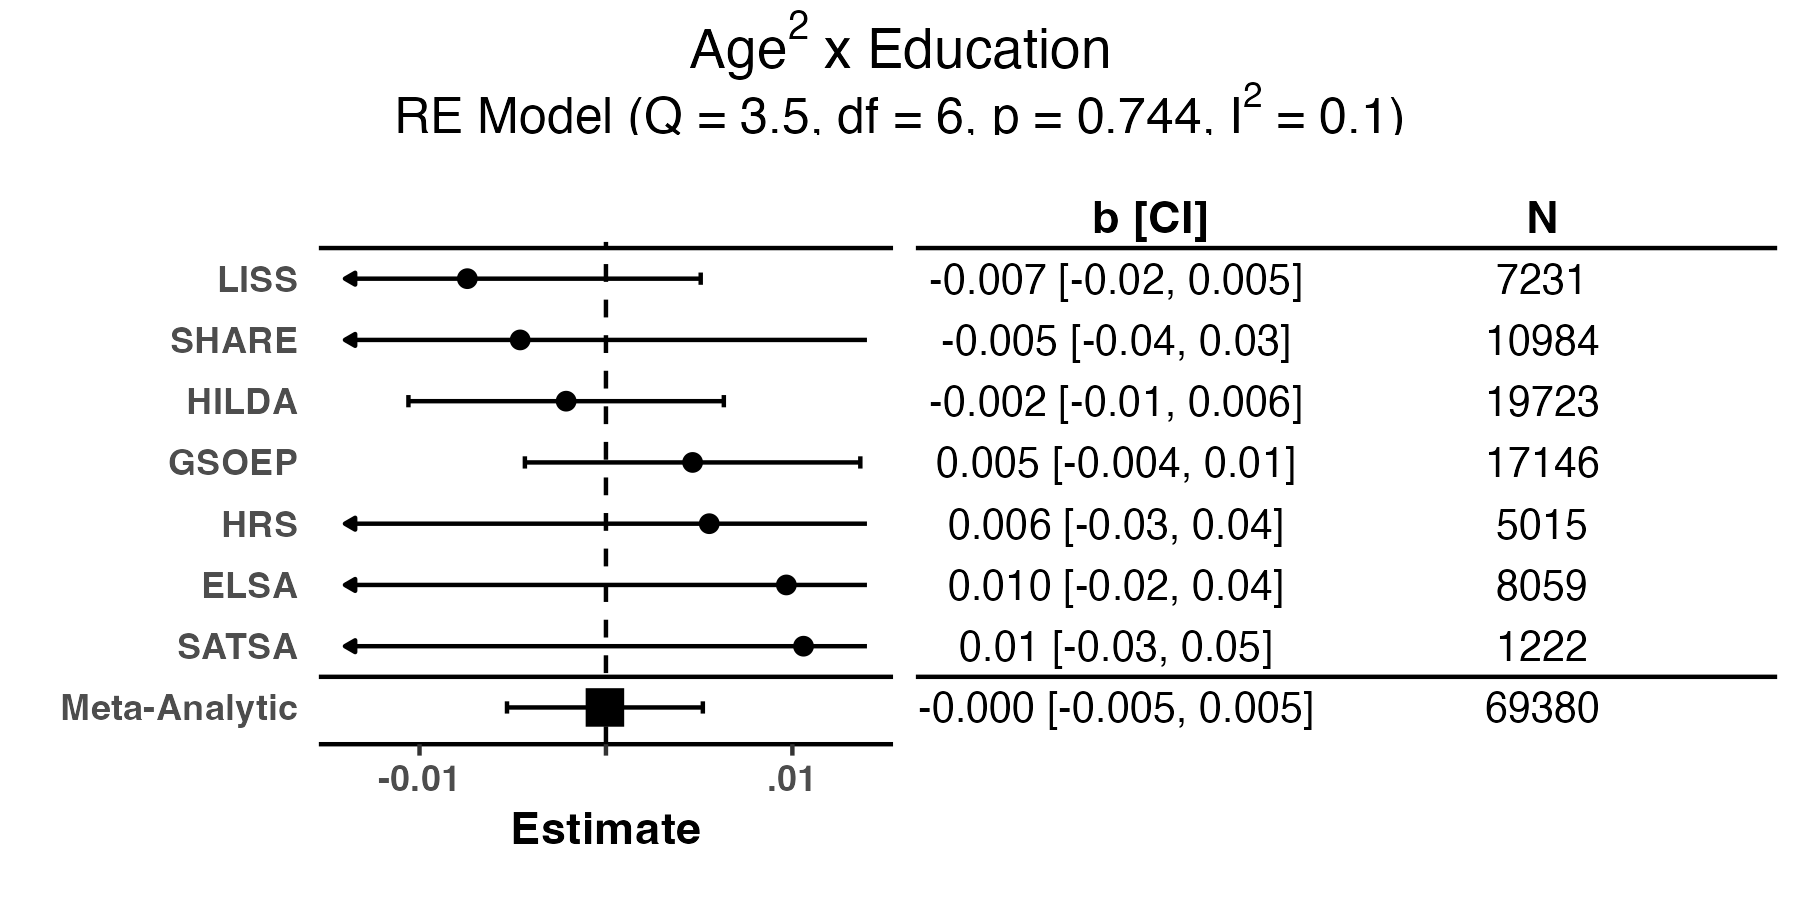 Age² x Education
RE Model (Q = 3.5, df = 6, p = 0.744, I² = 0.1)
b [CI] N
LISS -0.007 [-0.02, 0.005] 7231
SHARE -0.005 [-0.04, 0.03] 10984
HILDA -0.002 [-0.01, 0.006] 19723
GSOEP 0.005 [-0.004, 0.01] 17146
HRS 0.006 [-0.03, 0.04] 5015
ELSA 0.010 [-0.02, 0.04] 8059
SATSA 0.01 [-0.03, 0.05] 1222
Meta-Analytic -0.000 [-0.005, 0.005] 69380
-0.01 .01
Estimate